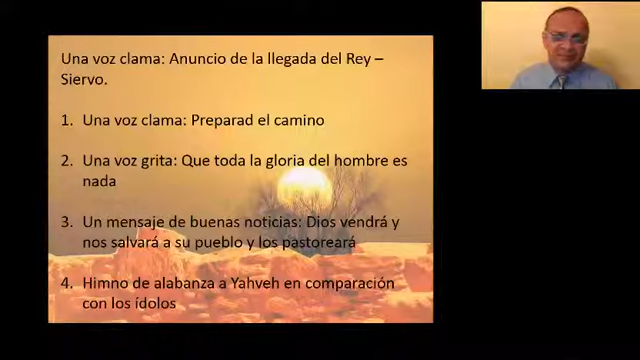 Una voz clama: Anuncio de la llegada del Rey –
Siervo.
1. Una voz clama: Preparad el camino
2. Una voz grita: Que toda la gloria del hombre es
nada
3. Un mensaje de buenas noticias: Dios vendrá y
nos salvará a su pueblo y los pastoreará
4. Himno de alabanza a Yahveh en comparación
con los ídolos